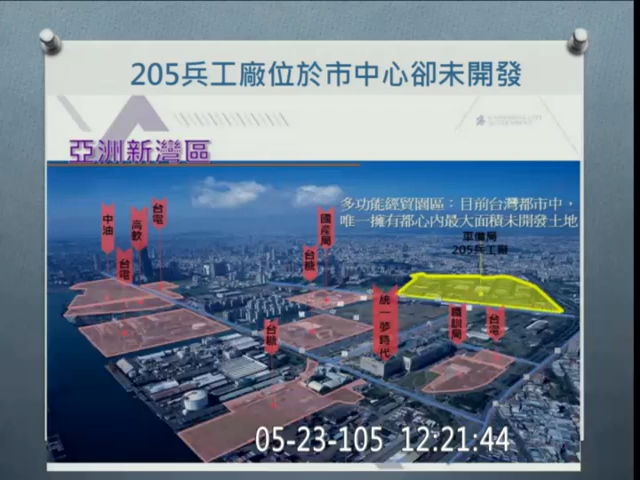 205兵工廠位於市中心卻未開發
亞洲新灣區
多功能經貿園區：目前台灣都市中，
唯一擁有都心內最大面積未開發土地
軍備局
205兵工廠
中油
高軟
台電
台電
國產局
台糖
統一夢時代
台糖
國訓局
台電
05-23-105 12:21:44